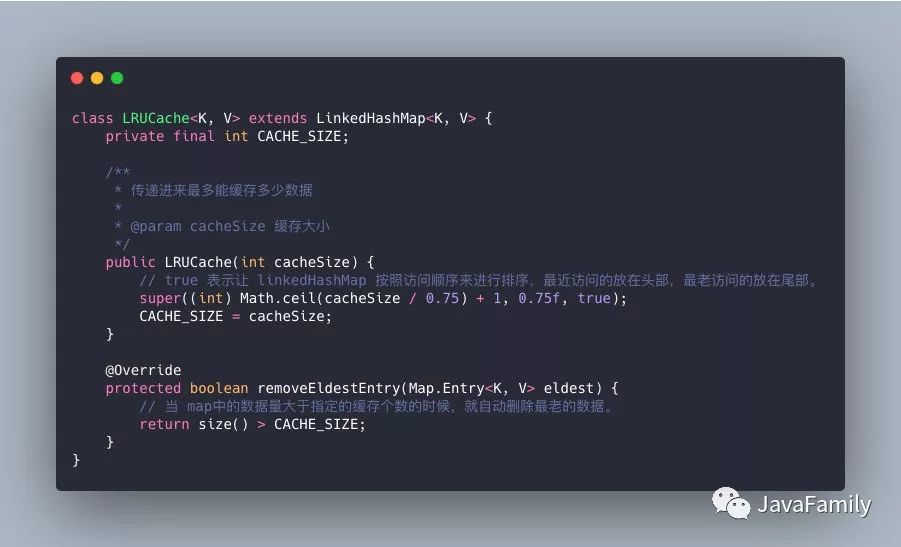 class LRUCache<K, V> extends LinkedHashMap<K, V> {
    private final int CACHE_SIZE;

    /**
     * 传递进来最多能缓存多少数据
     *
     * @param cacheSize 缓存大小
     */
    public LRUCache(int cacheSize) {
        // true 表示让 linkedHashMap 按照访问顺序来进行排序，最近访问的放在头部，最老访问的放在尾部。
        super((int) Math.ceil(cacheSize / 0.75) + 1, 0.75f, true);
        CACHE_SIZE = cacheSize;
    }

    @Override
    protected boolean removeEldestEntry(Map.Entry<K, V> eldest) {
        // 当 map中的数据量大于指定的缓存个数的时候，就自动删除最老的数据。
        return size() > CACHE_SIZE;
    }
}
JavaFamily